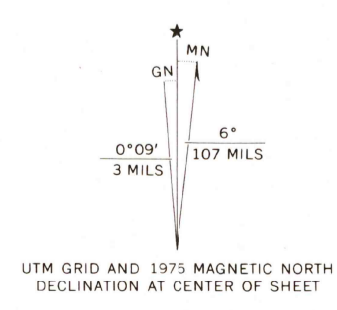 MN
GN
0°09′
3 MILS
6°
107 MILS
UTM GRID AND 1975 MAGNETIC NORTH
DECLINATION AT CENTER OF SHEET